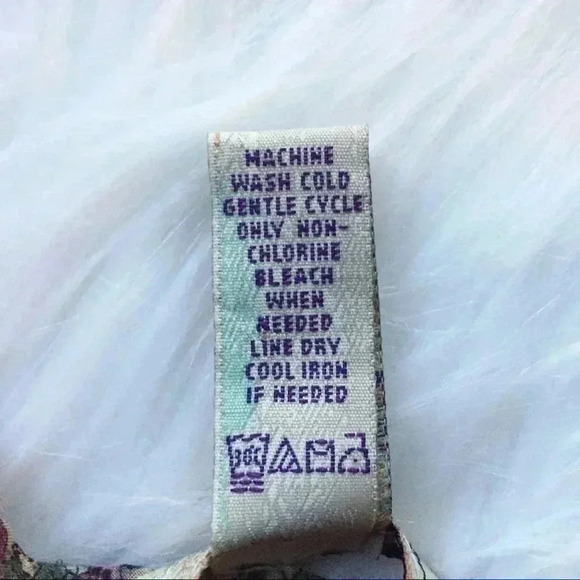 MACHINE
WASH COLD
GENTLE CYCLE
ONLY NON-
CHLORINE
BLEACH
WHEN
NEEDED
LINE DRY
COOL IRON
IF NEEDED
30C